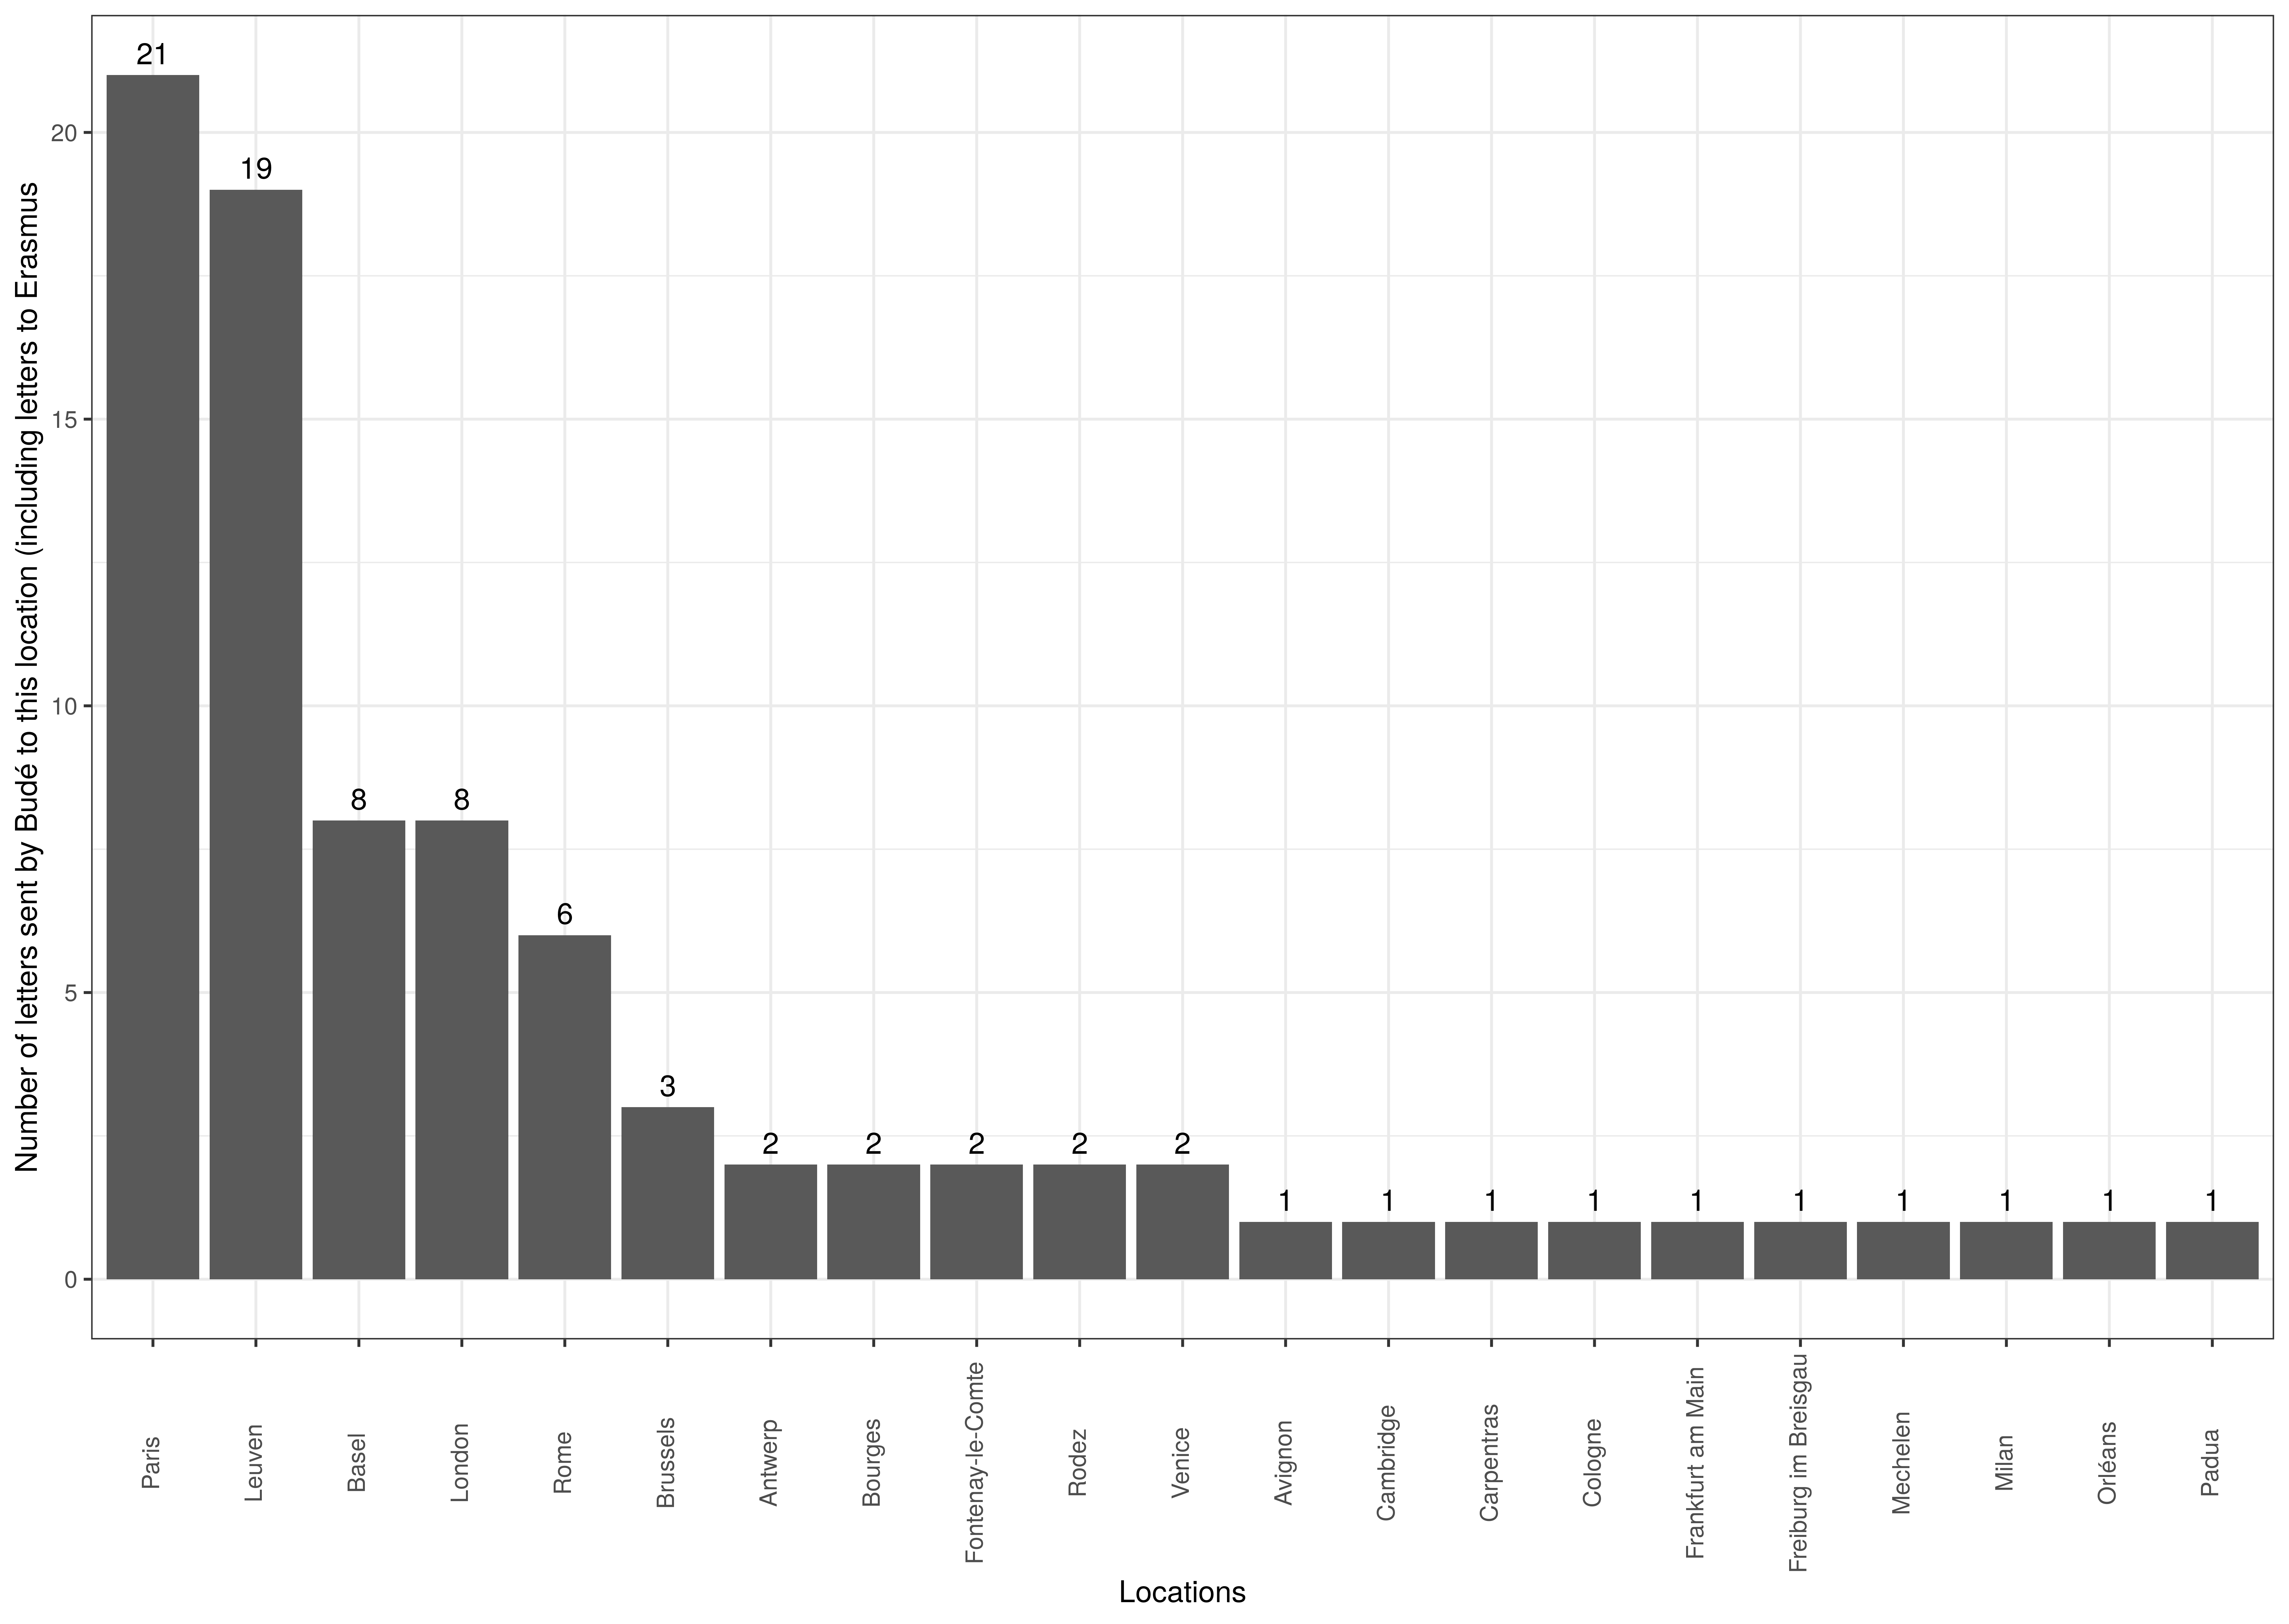 Number of letters sent by Budé to this location (including letters to Erasmus
20
15
10
5
0
21
19
8
8
6
3
2
2
2
2
2
1
1
1
1
1
1
1
1
1
1
Paris
Leuven
Basel
London
Rome
Brussels
Antwerp
Bourges
Fontenay-le-Comte
Rodez
Venice
Avignon
Cambridge
Carpentras
Cologne
Frankfurt am Main
Freiburg im Breisgau
Mechelen
Milan
Orléans
Padua
Locations